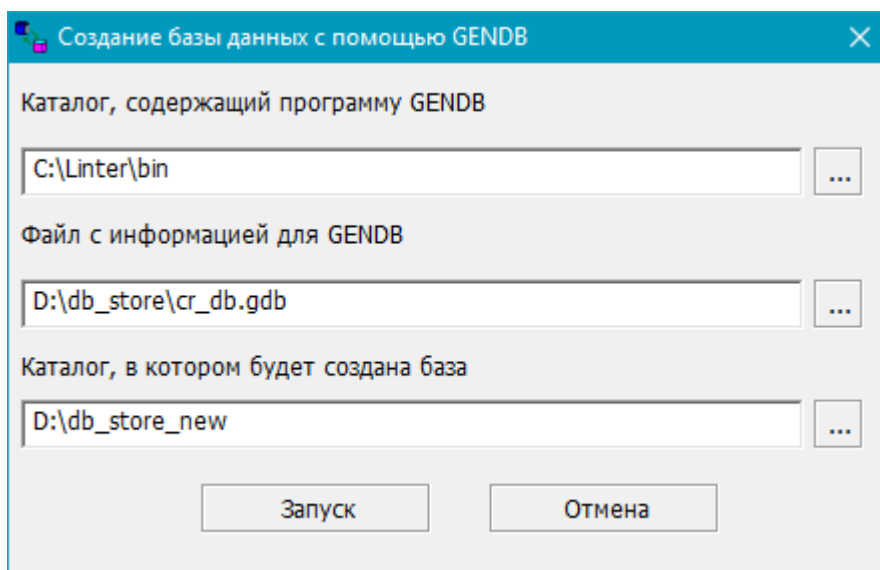 Создание базы данных с помощью GENDB
Каталог, содержащий программу GENDB
C:\Linter\bin
...
Файл с информацией для GENDB
D:\db_store\cr_db.gdb
...
Каталог, в котором будет создана база
D:\db_store_new
...
Запуск
Отмена